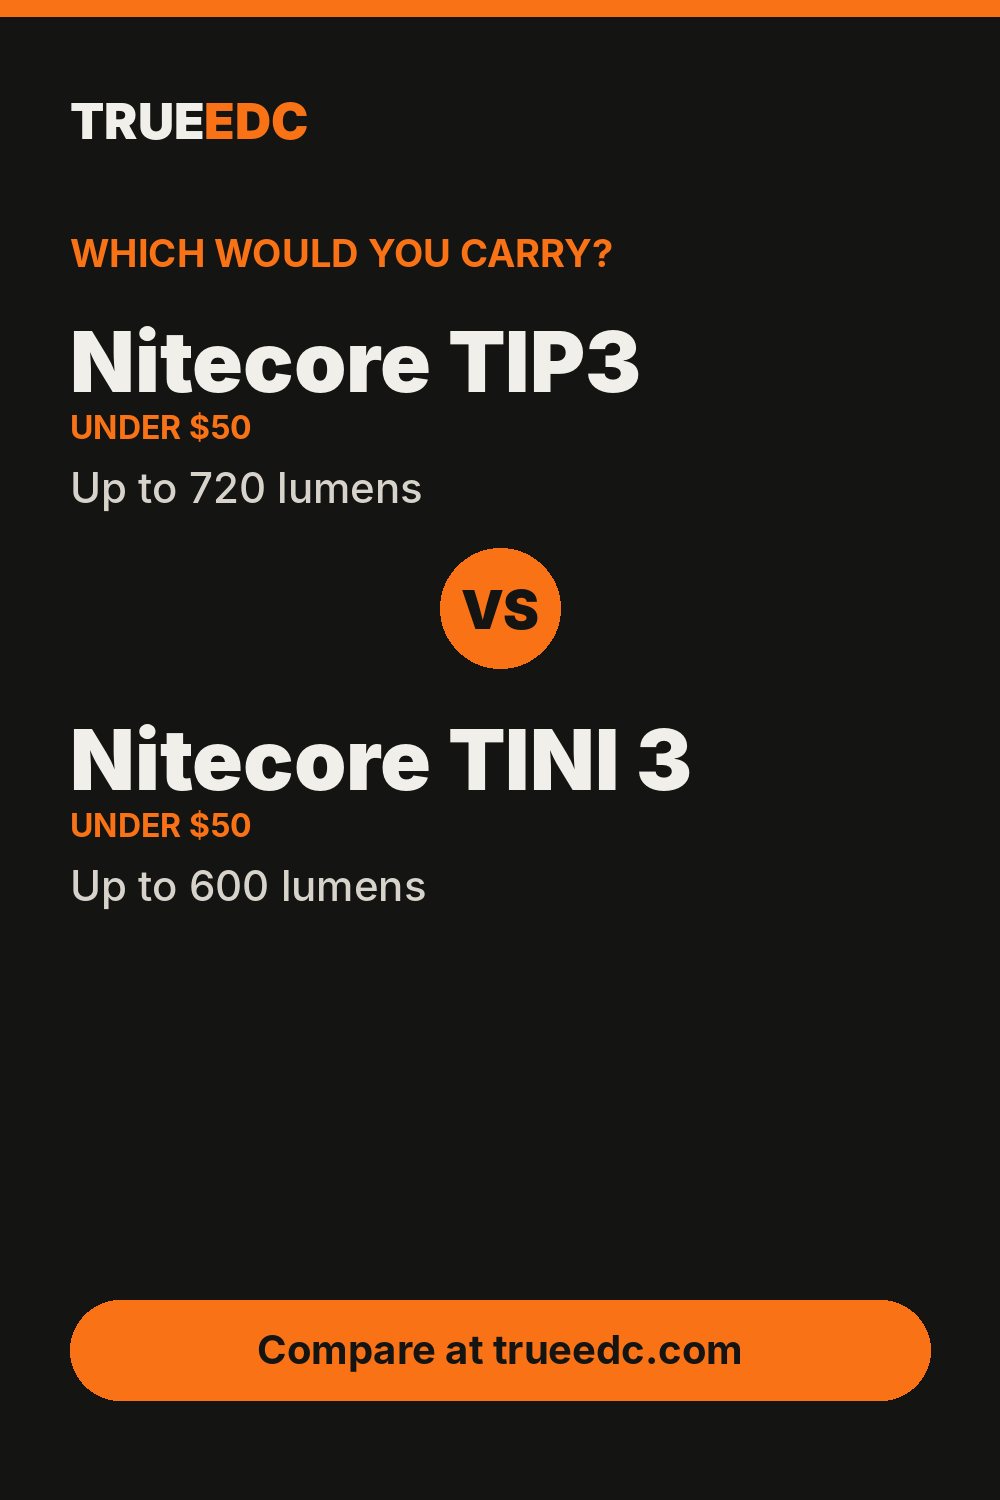 TRUEEDC
WHICH WOULD YOU CARRY?
Nitecore TIP3
UNDER $50
Up to 720 lumens
VS
Nitecore TINI 3
UNDER $50
Up to 600 lumens
Compare at trueedc.com